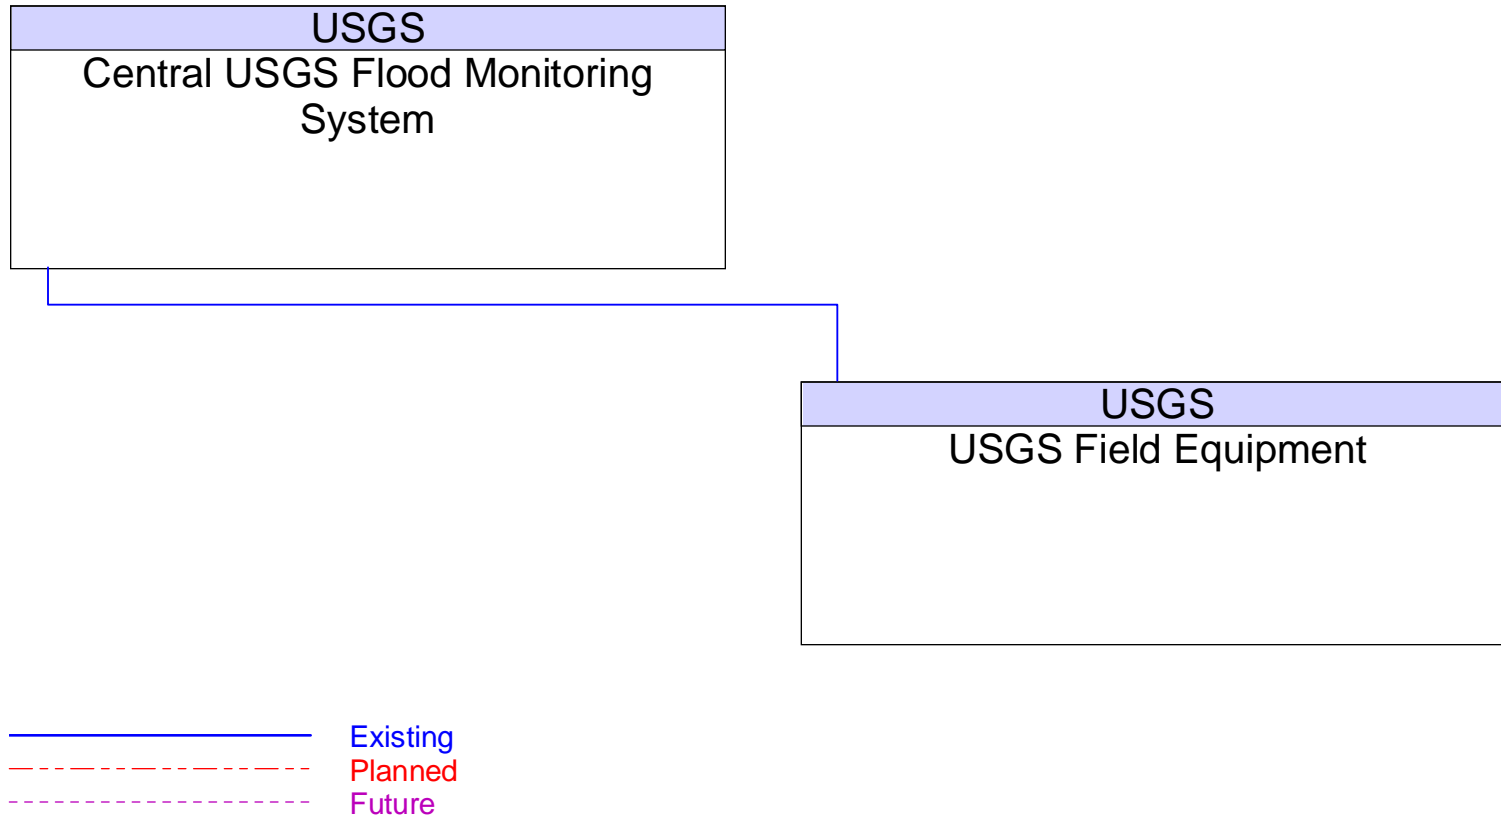 USGS
Central USGS Flood Monitoring
System
USGS
USGS Field Equipment
Existing
Planned
Future